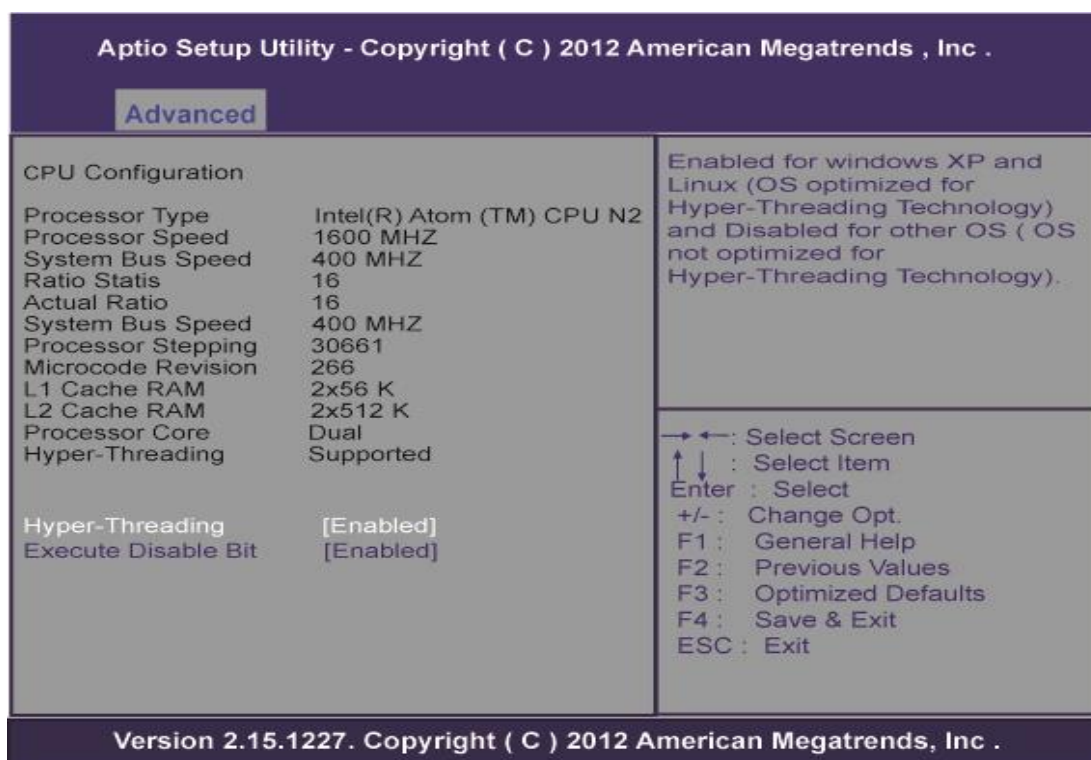 Aptio Setup Utility - Copyright ( C ) 2012 American Megatrends , Inc .
Advanced
CPU Configuration
Processor Type Intel(R) Atom (TM) CPU N2
Processor Speed 1600 MHZ
System Bus Speed 400 MHZ
Ratio Statis 16
Actual Ratio 16
System Bus Speed 400 MHZ
Processor Stepping 30661
Microcode Revision 266
L1 Cache RAM 2x56 K
L2 Cache RAM 2x512 K
Processor Core Dual
Hyper-Threading Supported
Hyper-Threading [Enabled]
Execute Disable Bit [Enabled]
Enabled for windows XP and
Linux (OS optimized for
Hyper-Threading Technology)
and Disabled for other OS ( OS
not optimized for
Hyper-Threading Technology).
→ ←: Select Screen
↑ ↓ : Select Item
Enter : Select
+/- : Change Opt.
F1 : General Help
F2 : Previous Values
F3 : Optimized Defaults
F4 : Save & Exit
ESC : Exit
Version 2.15.1227. Copyright ( C ) 2012 American Megatrends, Inc .